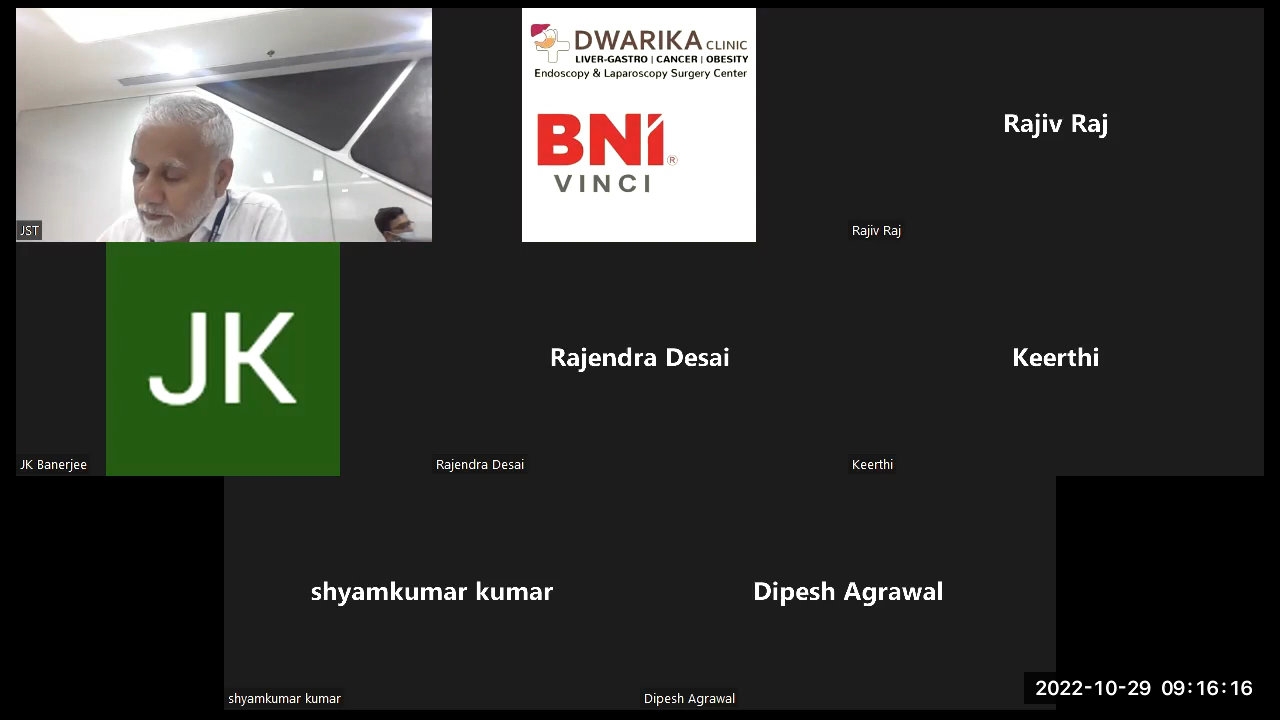 DWARIKA CLINIC
LIVER-GASTRO | CANCER | OBESITY
Endoscopy & Laparoscopy Surgery Center
BNI®
VINCI
Rajiv Raj
JST
Rajiv Raj
JK
Rajendra Desai
Keerthi
JK Banerjee
Rajendra Desai
Keerthi
shyamkumar kumar
Dipesh Agrawal
shyamkumar kumar
Dipesh Agrawal
2022-10-29 09:16:16